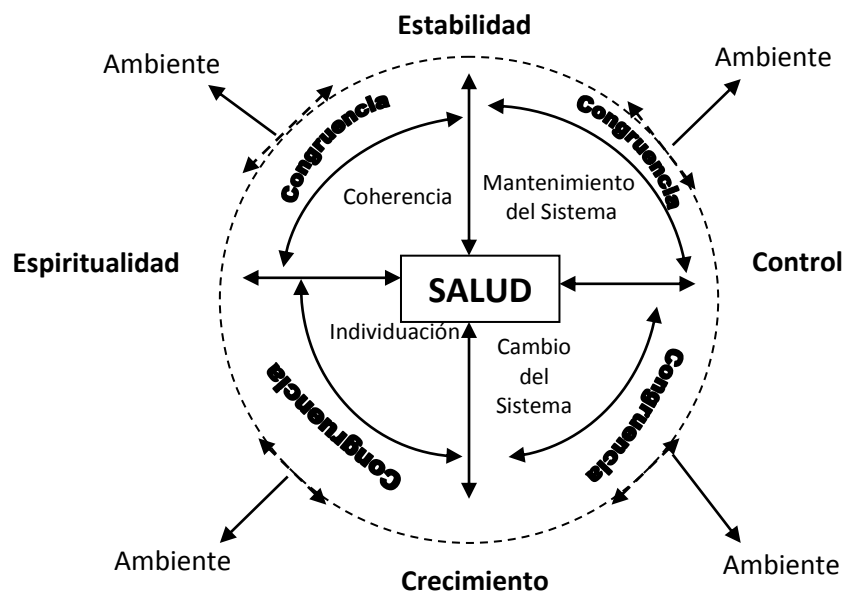 Estabilidad
Ambiente
Ambiente
Congruencia
Congruencia
Coherencia
Mantenimiento
del Sistema
Espiritualidad
SALUD
Control
Individuación
Cambio
del
Sistema
Congruencia
Congruencia
Ambiente
Ambiente
Crecimiento